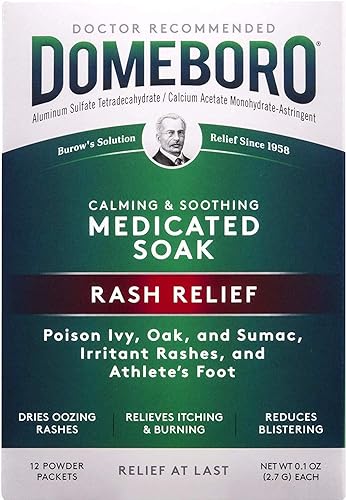 DOCTOR RECOMMENDED
DOMEBORO®
Aluminum Sulfate Tetradecahydrate / Calcium Acetate Monohydrate-Astringent
Burow's Solution
Relief Since 1958
CALMING & SOOTHING
MEDICATED
SOAK
RASH RELIEF
Poison Ivy, Oak, and Sumac,
Irritant Rashes, and
Athlete's Foot
DRIES OOZING
RASHES
RELIEVES ITCHING
& BURNING
REDUCES
BLISTERING
12 POWDER
PACKETS
RELIEF AT LAST
NET WT 0.1 OZ
(2.7 G) EACH